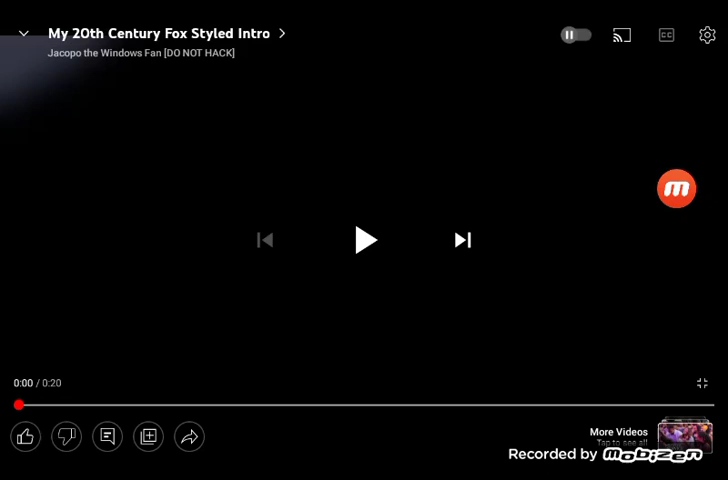 My 20th Century Fox Styled Intro
Jacopo the Windows Fan [DO NOT HACK]
CC
m
0:00 / 0:20
More Videos
Tap to see all
Recorded by mobizen